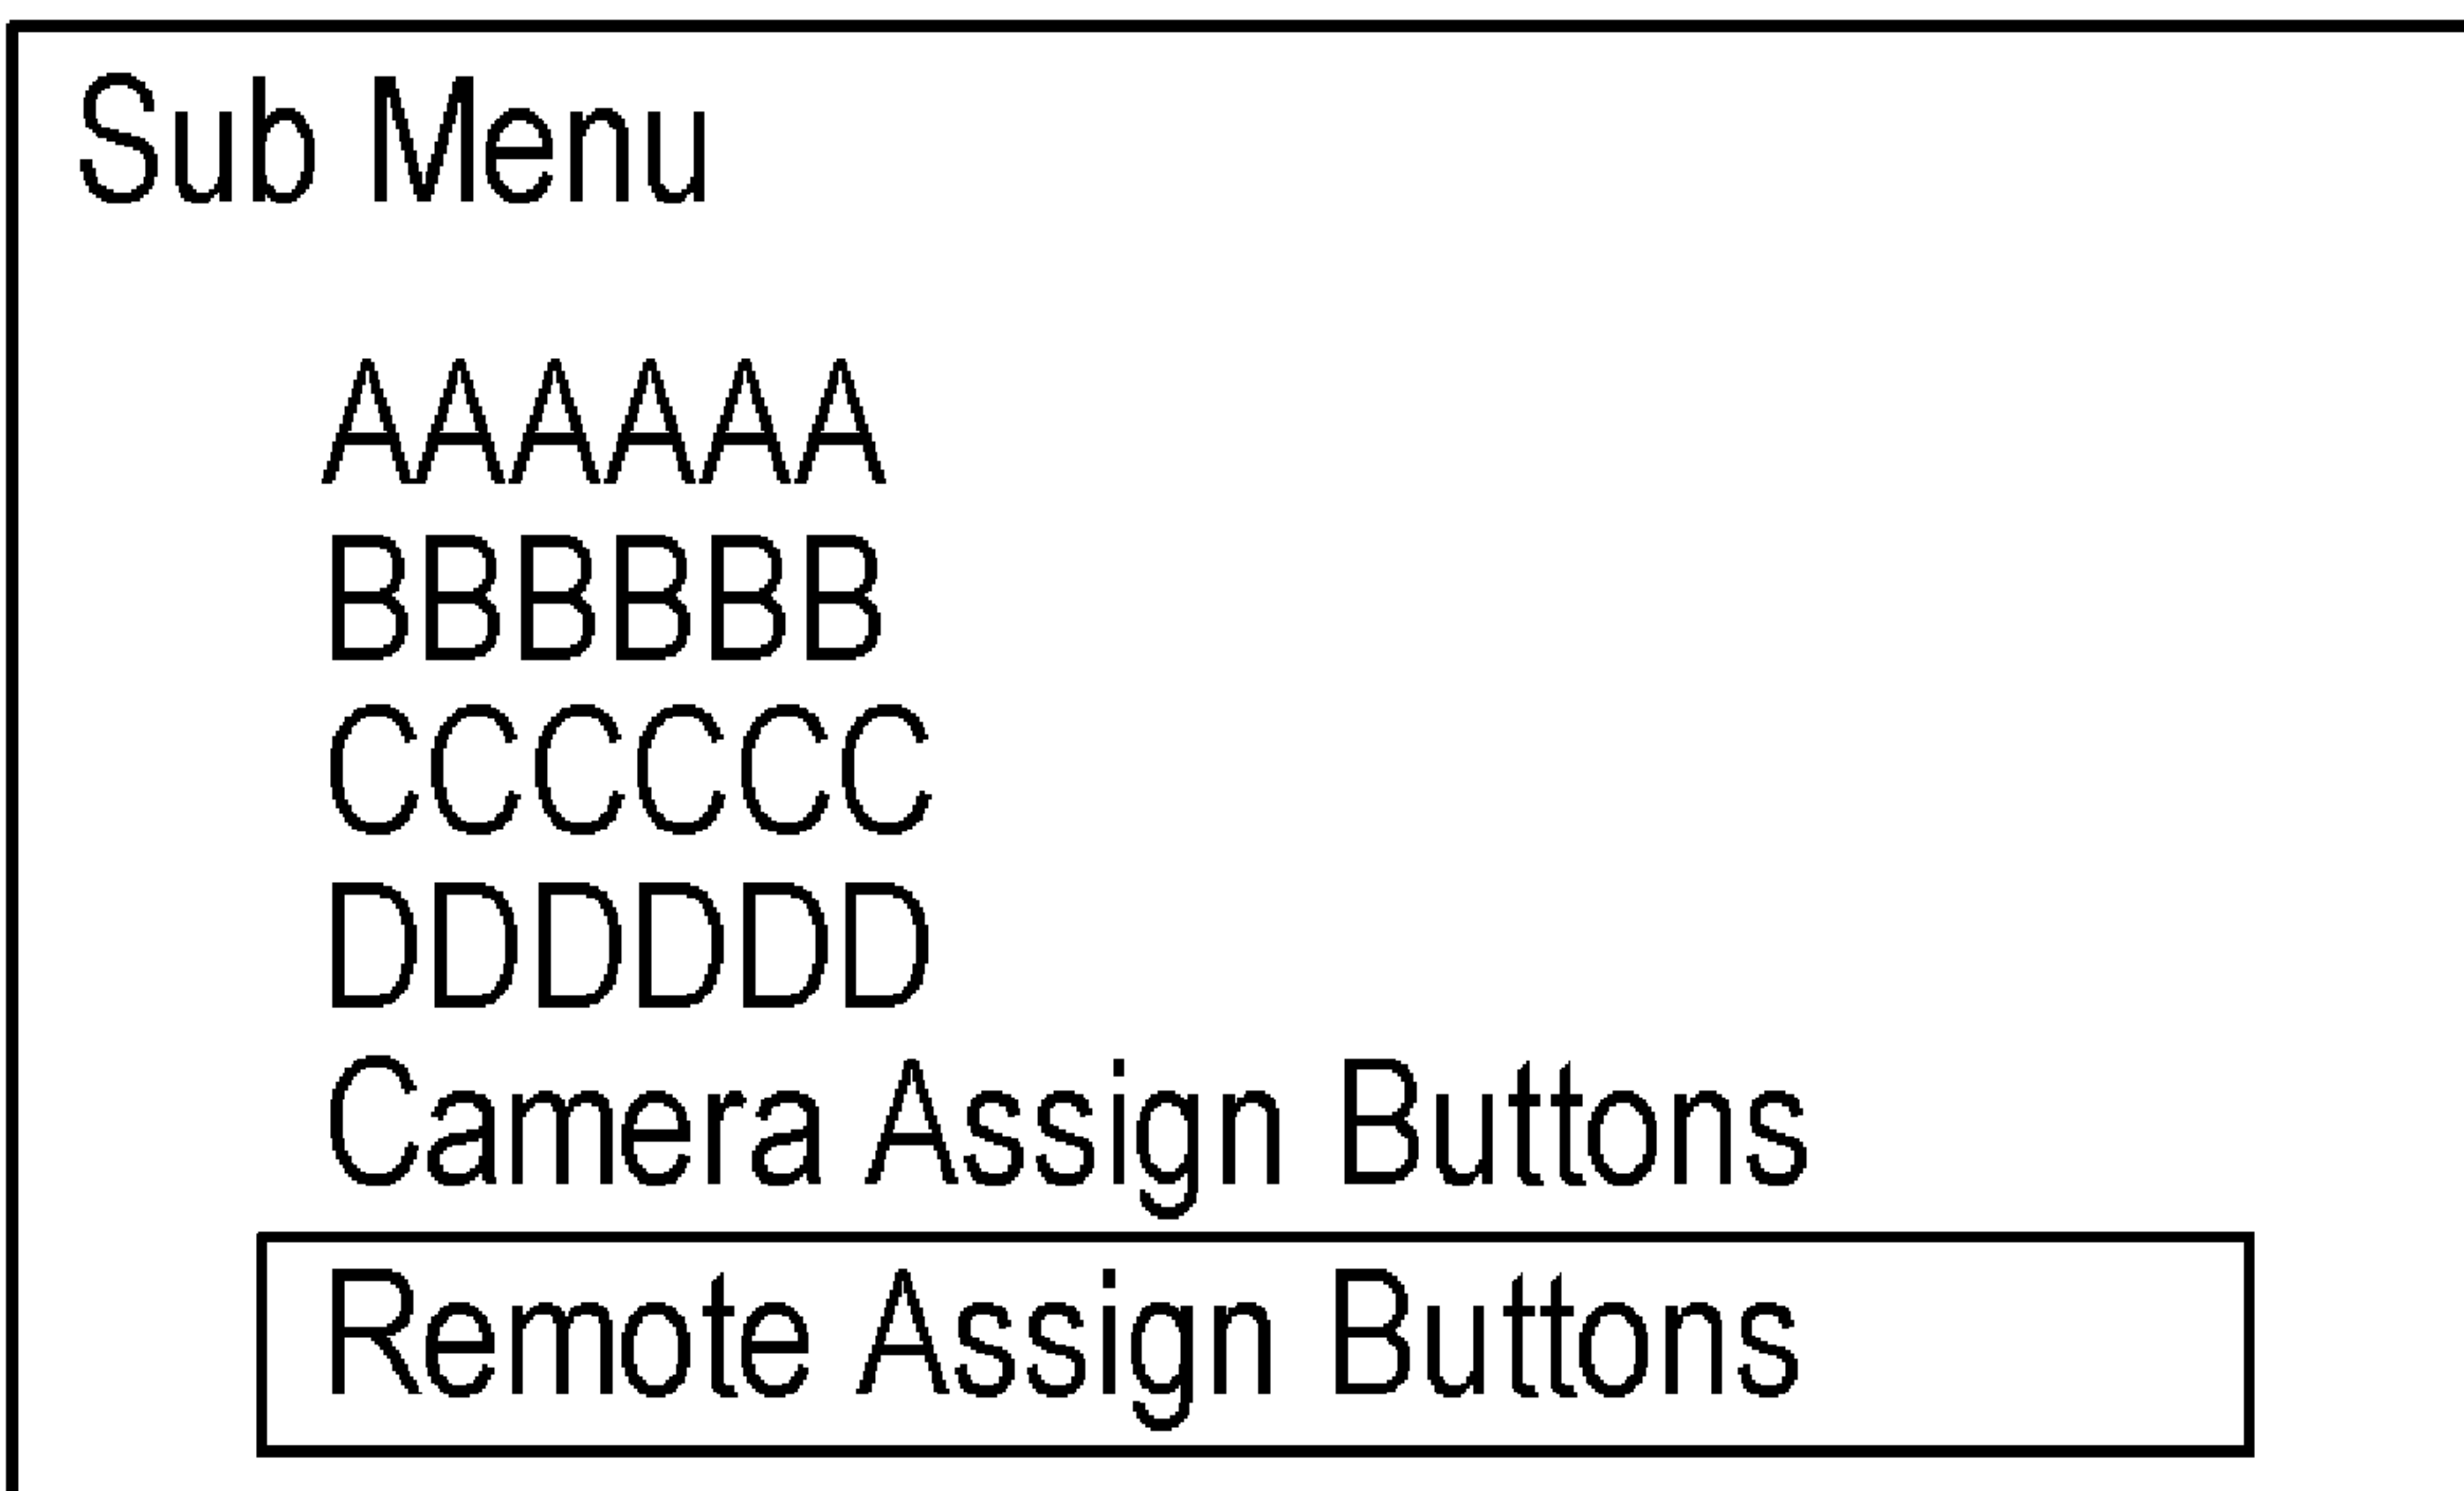 Sub Menu
AAAAAA
BBBBBB
CCCCCC
DDDDDD
Camera Assign Buttons
Remote Assign Buttons